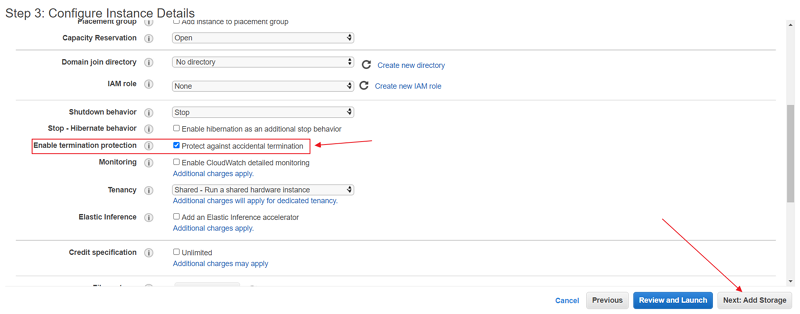 Step 3: Configure Instance Details
Placement group Add instance to placement group
Capacity Reservation Open
Domain join directory No directory Create new directory
IAM role None Create new IAM role
Shutdown behavior Stop
Stop - Hibernate behavior Enable hibernation as an additional stop behavior
Enable termination protection Protect against accidental termination
Monitoring Enable CloudWatch detailed monitoring
Additional charges apply.
Tenancy Shared - Run a shared hardware instance
Additional charges will apply for dedicated tenancy.
Elastic Inference Add an Elastic Inference accelerator
Additional charges apply.
Credit specification Unlimited
Additional charges may apply
Cancel Previous Review and Launch Next: Add Storage